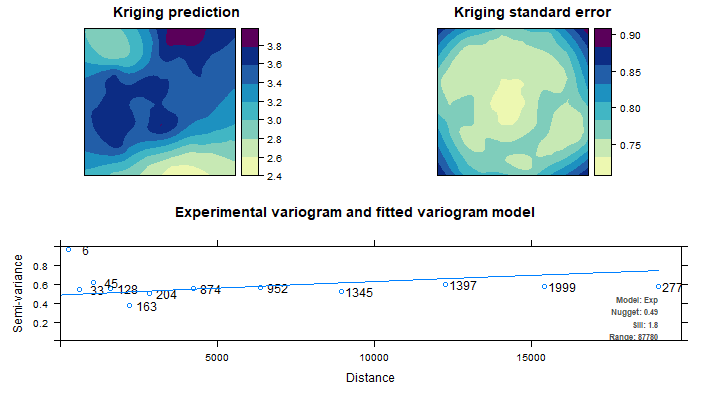 Kriging prediction
3.8
3.6
3.4
3.2
3.0
2.8
2.6
2.4
Kriging standard error
0.90
0.85
0.80
0.75
Experimental variogram and fitted variogram model
Semi-variance
0.8
0.6
0.4
0.2
6
33
45
128
163
204
874
952
1345
1397
1999
277
Model: Exp
Nugget: 0.49
Sill: 1.8
Range: 87780
5000 10000 15000
Distance